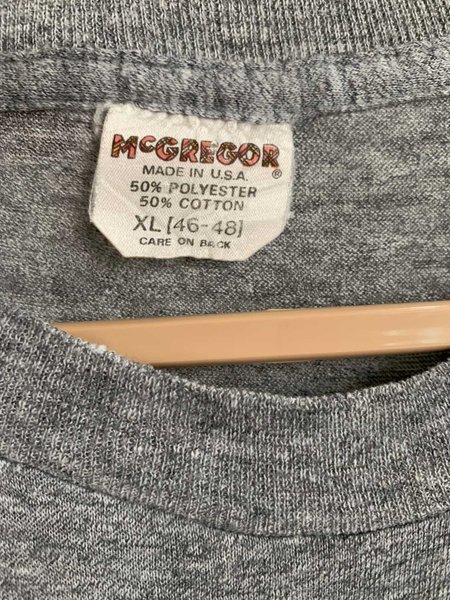 McGREGOR ®
MADE IN U.S.A.
50% POLYESTER
50% COTTON
XL [46-48]
CARE ON BACK